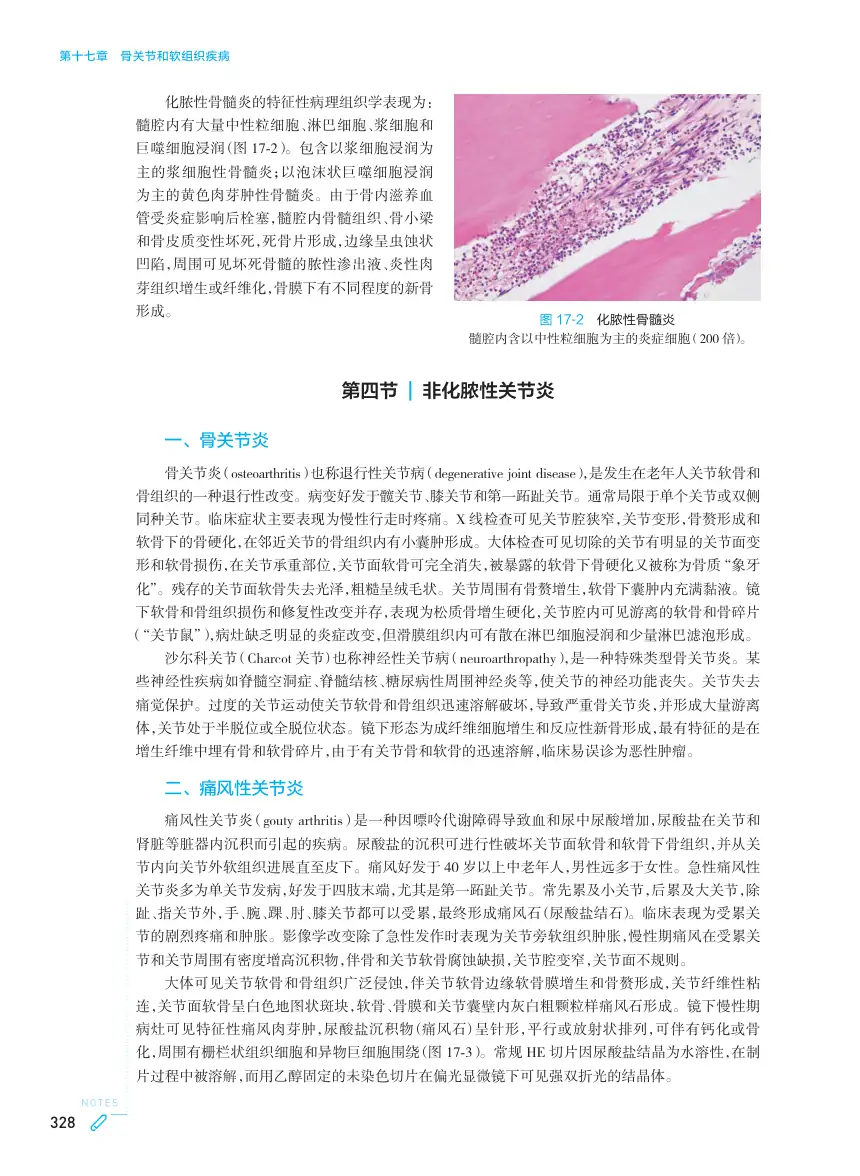 第十七章 骨关节和软组织疾病
化脓性骨髓炎的特征性病理组织学表现为：
髓腔内有大量中性粒细胞、淋巴细胞、浆细胞和
巨噬细胞浸润（图 17-2）。包含以浆细胞浸润为
主的浆细胞性骨髓炎；以泡沫状巨噬细胞浸润
为主的黄色肉芽肿性骨髓炎。由于骨内滋养血
管受炎症影响后栓塞，髓腔内骨髓组织、骨小梁
和骨皮质变性坏死，死骨片形成，边缘呈虫蚀状
凹陷，周围可见坏死骨髓的脓性渗出液、炎性肉
芽组织增生或纤维化，骨膜下有不同程度的新骨
形成。
图 17-2 化脓性骨髓炎
髓腔内含以中性粒细胞为主的炎症细胞（200 倍）。
第四节 | 非化脓性关节炎
一、骨关节炎
骨关节炎（osteoarthritis）也称退行性关节病（degenerative joint disease），是发生在老年人关节软骨和
骨组织的一种退行性改变。病变好发于髋关节、膝关节和第一跖趾关节。通常局限于单个关节或双侧
同种关节。临床症状主要表现为慢性行走时疼痛。X 线检查可见关节腔狭窄，关节变形，骨赘形成和
软骨下的骨硬化，在邻近关节的骨组织内有小囊肿形成。大体检查可见切除的关节有明显的关节面变
形和软骨损伤，在关节承重部位，关节面软骨可完全消失，被暴露的软骨下骨硬化又被称为骨质“象牙
化”。残存的关节面软骨失去光泽，粗糙呈绒毛状。关节周围有骨赘增生，软骨下囊肿内充满黏液。镜
下软骨和骨组织损伤和修复性改变并存，表现为松质骨增生硬化，关节腔内可见游离的软骨和骨碎片
（“关节鼠”），病灶缺乏明显的炎症改变，但滑膜组织内可有散在淋巴细胞浸润和少量淋巴滤泡形成。
沙尔科关节（Charcot 关节）也称神经性关节病（neuroarthropathy），是一种特殊类型骨关节炎。某
些神经性疾病如脊髓空洞症、脊髓结核、糖尿病性周围神经炎等，使关节的神经功能丧失。关节失去
痛觉保护。过度的关节运动使关节软骨和骨组织迅速溶解破坏，导致严重骨关节炎，并形成大量游离
体，关节处于半脱位或全脱位状态。镜下形态为成纤维细胞增生和反应性新骨形成，最有特征的是在
增生纤维中埋有骨和软骨碎片，由于有关节骨和软骨的迅速溶解，临床易误诊为恶性肿瘤。
二、痛风性关节炎
痛风性关节炎（gouty arthritis）是一种因嘌呤代谢障碍导致血和尿中尿酸增加，尿酸盐在关节和
肾脏等脏器内沉积而引起的疾病。尿酸盐的沉积可进行性破坏关节面软骨和软骨下骨组织，并从关
节内向关节外软组织进展直至皮下。痛风好发于 40 岁以上中老年人，男性远多于女性。急性痛风性
关节炎多为单关节发病，好发于四肢末端，尤其是第一跖趾关节。常先累及小关节，后累及大关节，除
趾、指关节外，手、腕、踝、肘、膝关节都可以受累，最终形成痛风石（尿酸盐结石）。临床表现为受累关
节的剧烈疼痛和肿胀。影像学改变除了急性发作时表现为关节旁软组织肿胀，慢性期痛风在受累关
节和关节周围有密度增高沉积物，伴骨和关节软骨腐蚀缺损，关节腔变窄，关节面不规则。
大体可见关节软骨和骨组织广泛侵蚀，伴关节软骨边缘软骨膜增生和骨赘形成，关节纤维性粘
连，关节面软骨呈白色地图状斑块，软骨、骨膜和关节囊壁内灰白粗颗粒样痛风石形成。镜下慢性期
病灶可见特征性痛风肉芽肿，尿酸盐沉积物（痛风石）呈针形，平行或放射状排列，可伴有钙化或骨
化，周围有栅栏状组织细胞和异物巨细胞围绕（图 17-3）。常规 HE 切片因尿酸盐结晶为水溶性，在制
片过程中被溶解，而用乙醇固定的未染色切片在偏光显微镜下可见强双折光的结晶体。
NOTES
328